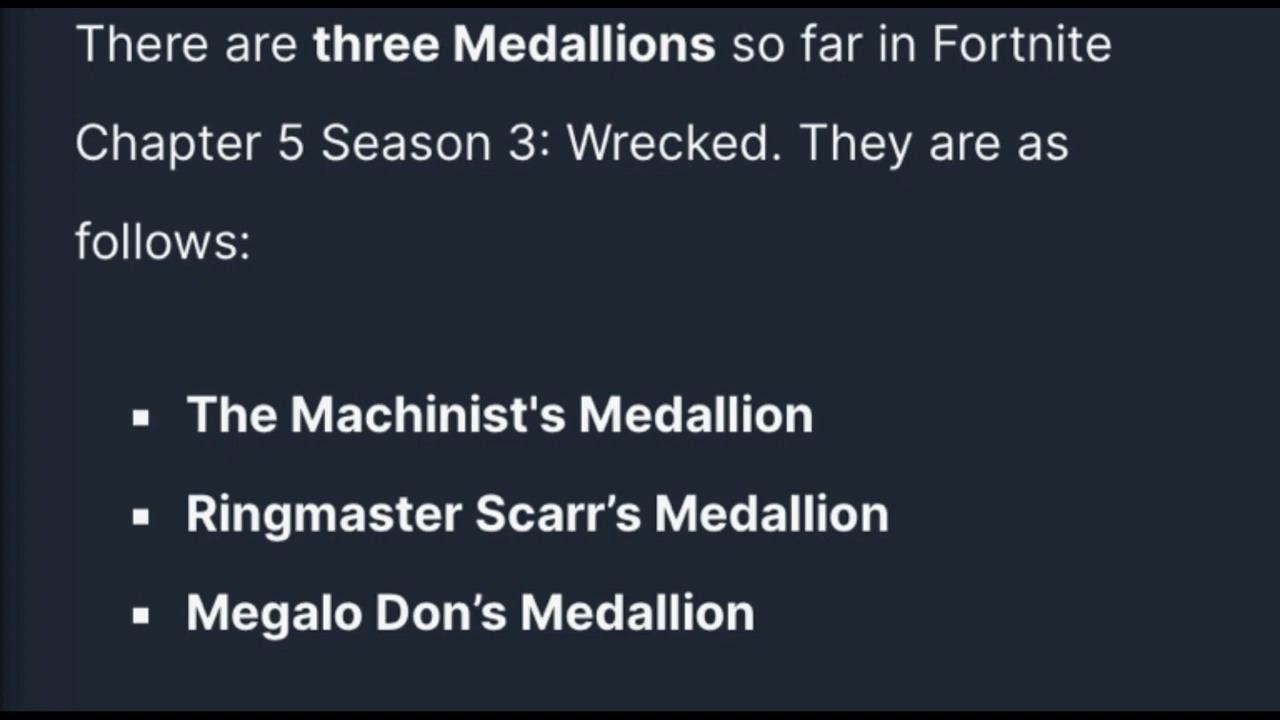 There are three Medallions so far in Fortnite
Chapter 5 Season 3: Wrecked. They are as
follows:
▪ The Machinist's Medallion
▪ Ringmaster Scarr’s Medallion
▪ Megalo Don’s Medallion